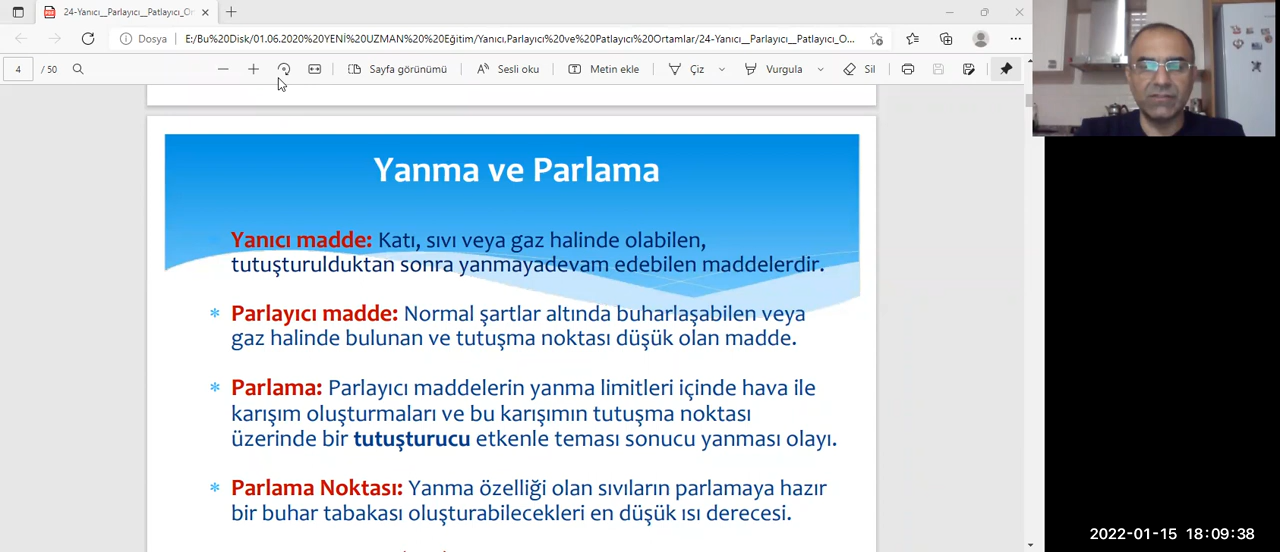 24-Yanıcı__Parlayıcı__Patlayıcı_Or
Dosya
E:/Bu%20Disk/01.06.2020%20YENİ%20UZMAN%20%20Eğitim/Yanıcı,Parlayıcı%20ve%20Patlayıcı%20Ortamlar/24-Yanıcı__Parlayıcı__Patlayıcı_O...
4 / 50
Sayfa görünümü
Sesli oku
Metin ekle
Çiz
Vurgula
Sil
Yanma ve Parlama
Yanıcı madde: Katı, sıvı veya gaz halinde olabilen,
tutuşturulduktan sonra yanmayadevam edebilen maddelerdir.
* Parlayıcı madde: Normal şartlar altında buharlaşabilen veya
gaz halinde bulunan ve tutuşma noktası düşük olan madde.
* Parlama: Parlayıcı maddelerin yanma limitleri içinde hava ile
karışım oluşturmaları ve bu karışımın tutuşma noktası
üzerinde bir tutuşturucu etkenle teması sonucu yanması olayı.
* Parlama Noktası: Yanma özelliği olan sıvıların parlamaya hazır
bir buhar tabakası oluşturabilecekleri en düşük ısı derecesi.
2022-01-15 18:09:38